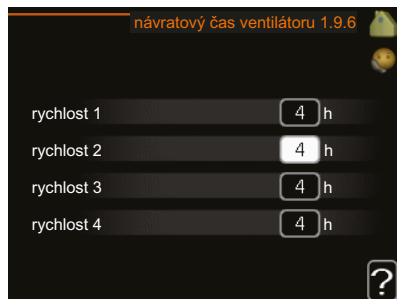 návratový čas ventilátoru 1.9.6
rychlost 1 4 h
rychlost 2 4 h
rychlost 3 4 h
rychlost 4 4 h
?